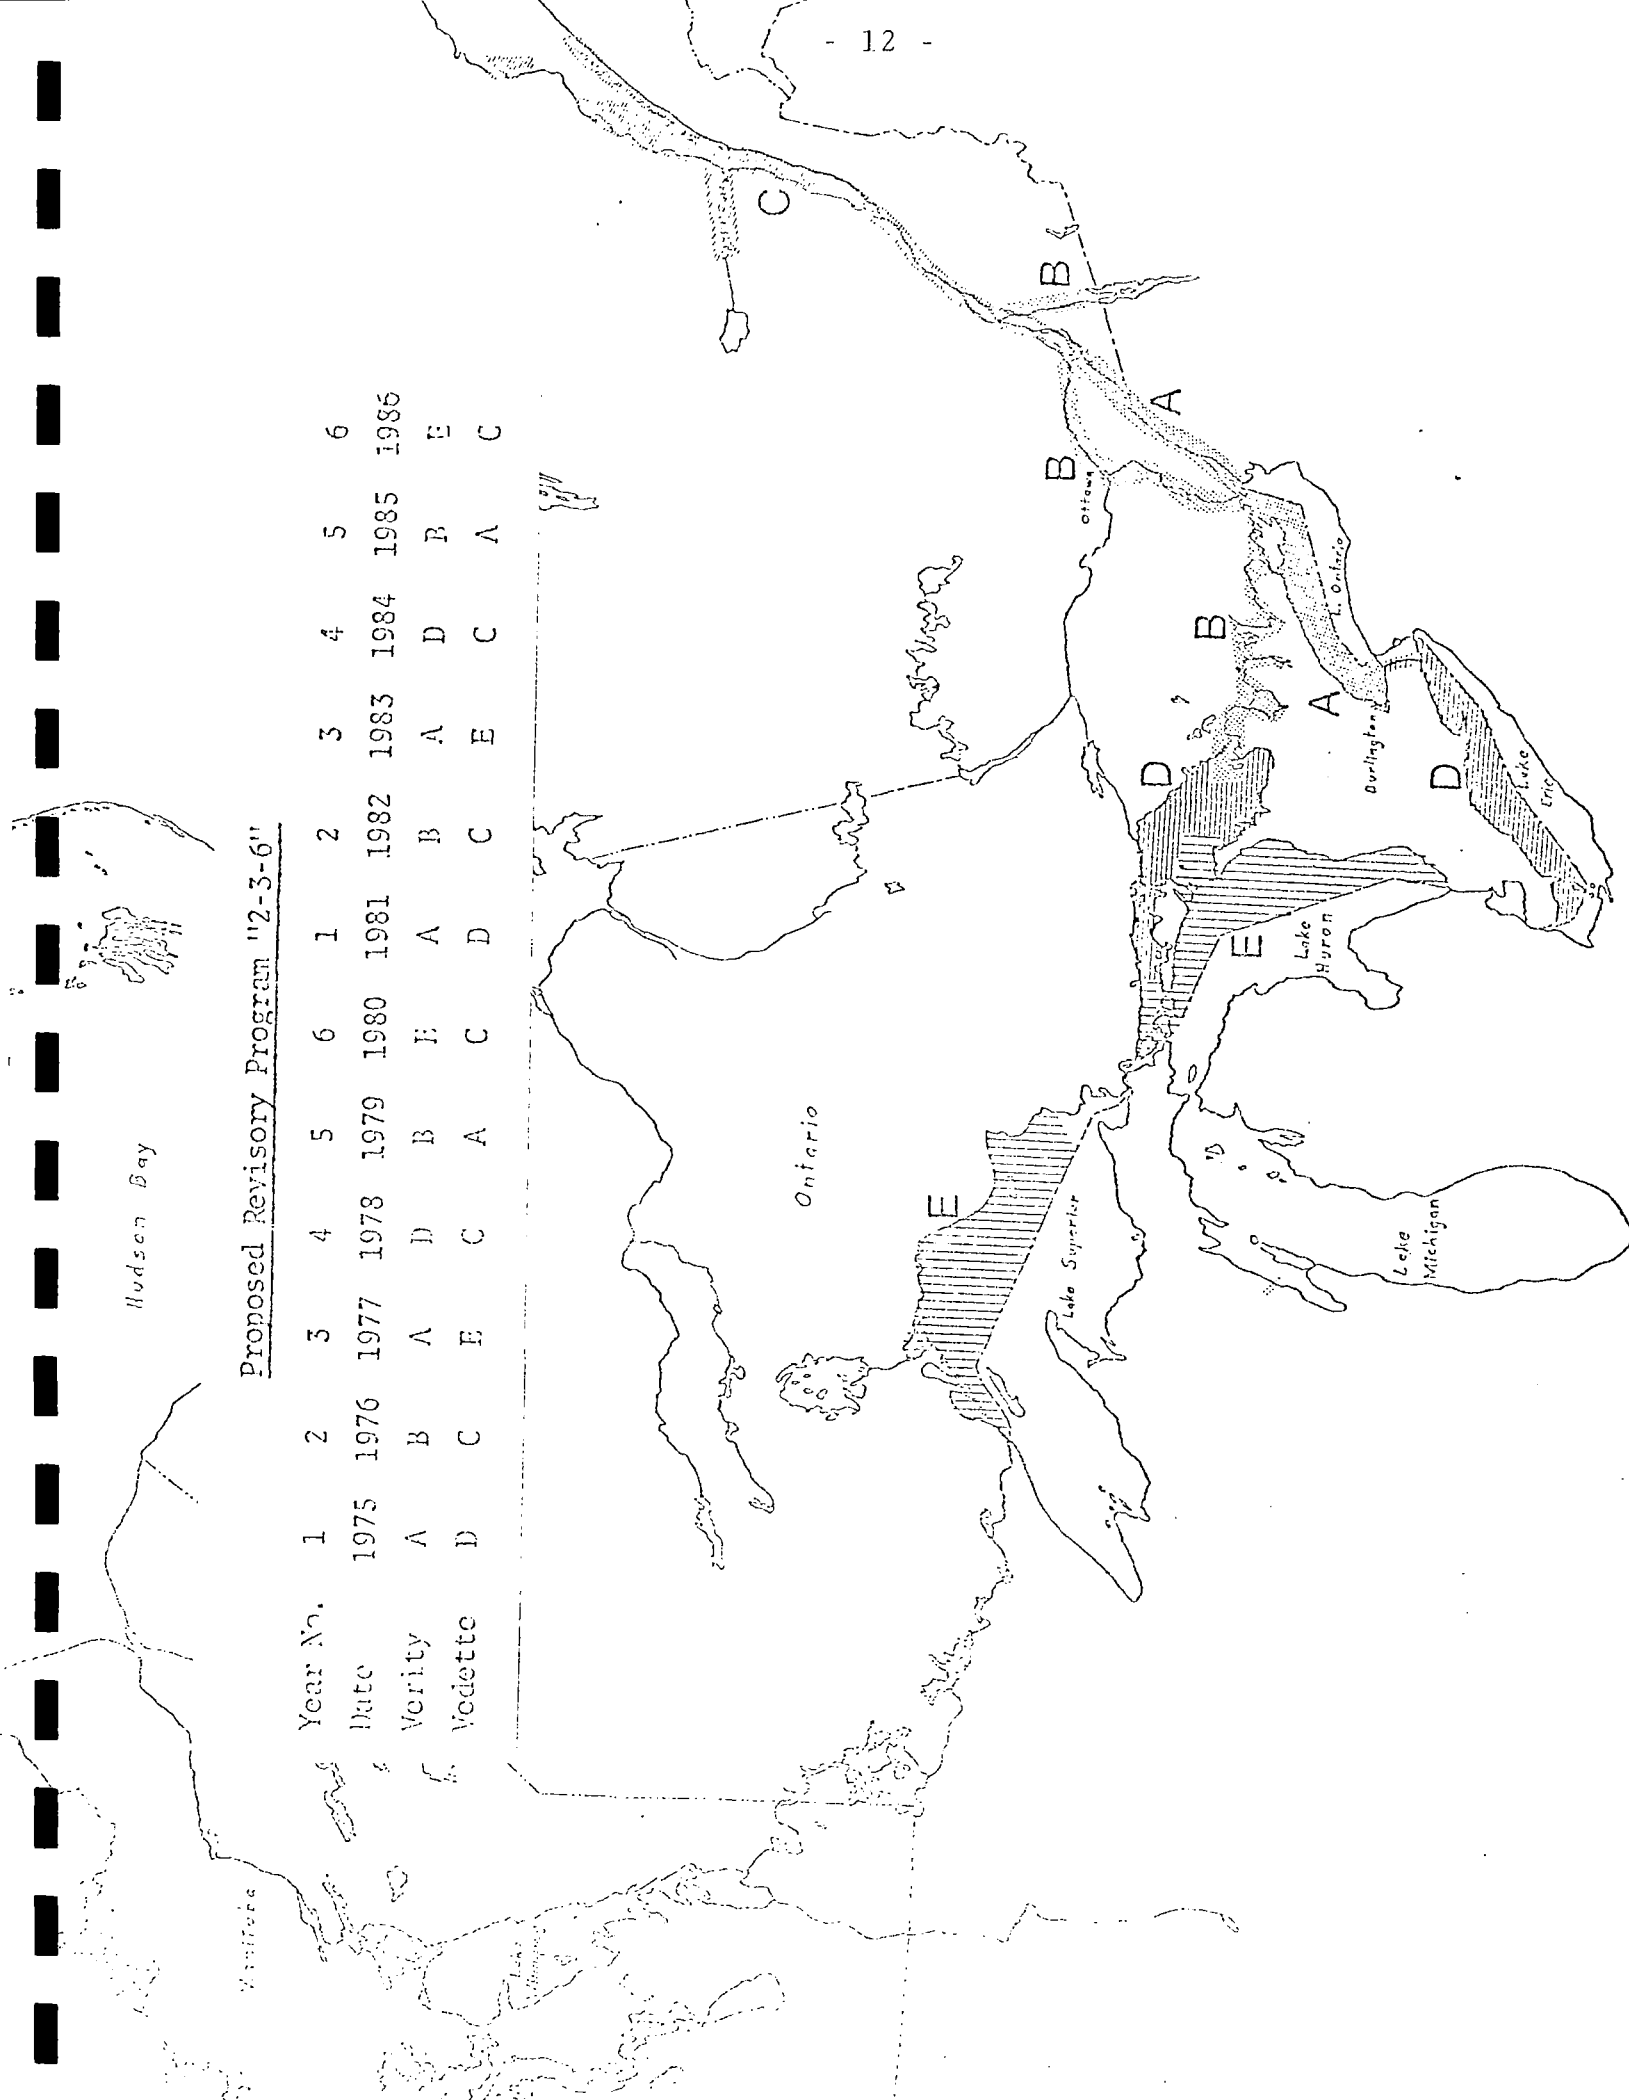 - 12 -
Proposed Revisory Program "2-3-6"
Year No. 1 2 3 4 5 6 1 2 3 4 5 6
Date 1975 1976 1977 1978 1979 1980 1981 1982 1983 1984 1985 1986
Verity A B A D B E A B A D B E
Vedette D C E C A C D C E C A C
Hudson Bay
Manitoba
Lake
Ontario
C
B
B
Ottawa
A
B
A
L. Ontario
Burlington
D
D
Lake
Erie
E
Lake
Huron
E
Lake Superior
Lake
Michigan